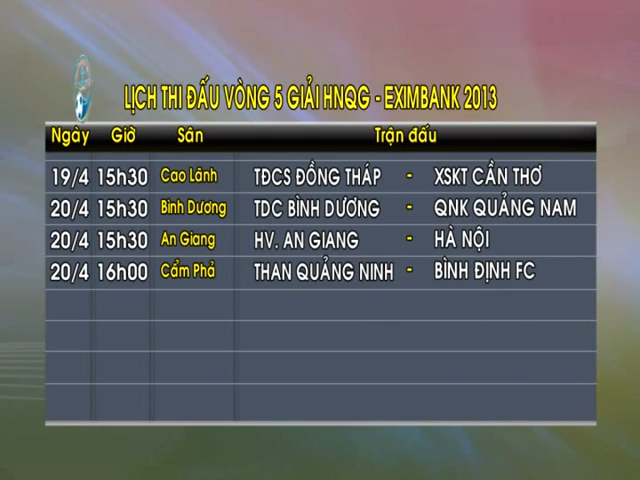 LỊCH THI ĐẤU VÒNG 5 GIẢI HNQG - EXIMBANK 2013
Ngày Giờ Sân Trận đấu
19/4 15h30 Cao Lãnh TĐCS ĐỒNG THÁP - XSKT CẦN THƠ
20/4 15h30 Bình Dương TDC BÌNH DƯƠNG - QNK QUẢNG NAM
20/4 15h30 An Giang HV. AN GIANG - HÀ NỘI
20/4 16h00 Cẩm Phả THAN QUẢNG NINH - BÌNH ĐỊNH FC